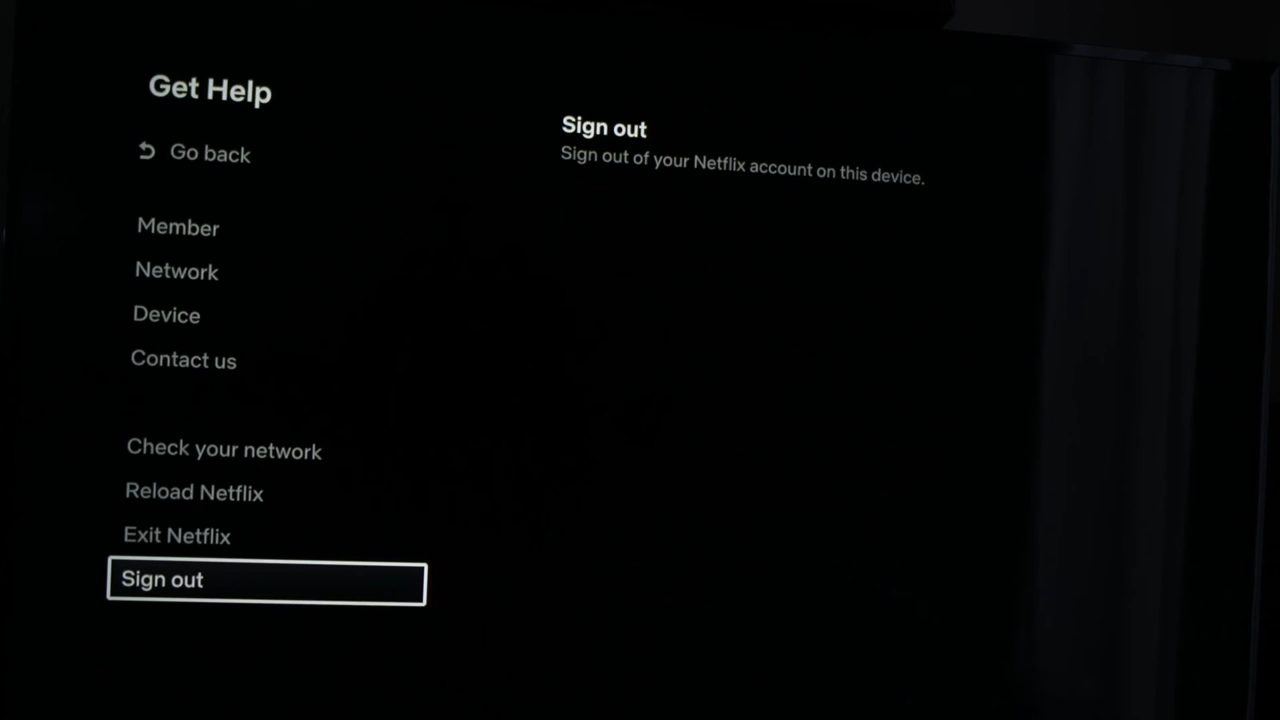 Get Help
Go back
Member
Network
Device
Contact us
Check your network
Reload Netflix
Exit Netflix
Sign out
Sign out
Sign out of your Netflix account on this device.